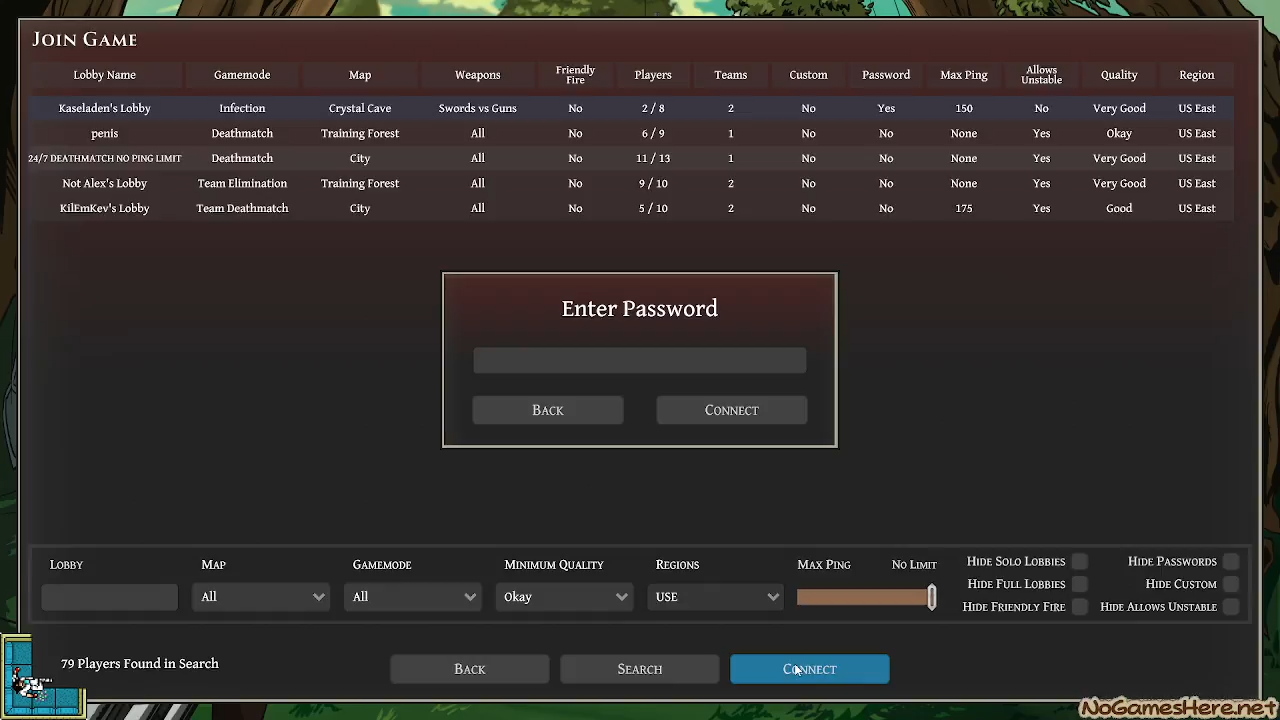 Join Game
Lobby Name Gamemode Map Weapons Friendly Fire Players Teams Custom Password Max Ping Allows Unstable Quality Region
Kaseladen's Lobby Infection Crystal Cave Swords vs Guns No 2 / 8 2 No Yes 150 No Very Good US East
penis Deathmatch Training Forest All No 6 / 9 1 No No None Yes Okay US East
24/7 DEATHMATCH NO PING LIMIT Deathmatch City All No 11 / 13 1 No No None Yes Very Good US East
Not Alex's Lobby Team Elimination Training Forest All No 9 / 10 2 No No None Yes Very Good US East
KilEmKev's Lobby Team Deathmatch City All No 5 / 10 2 No No 175 Yes Good US East
Enter Password
Back Connect
Lobby Map Gamemode Minimum Quality Regions Max Ping No Limit
All All Okay USE
Hide Solo Lobbies Hide Passwords
Hide Full Lobbies Hide Custom
Hide Friendly Fire Hide Allows Unstable
79 Players Found in Search
Back Search Connect
NoGamesHere.net